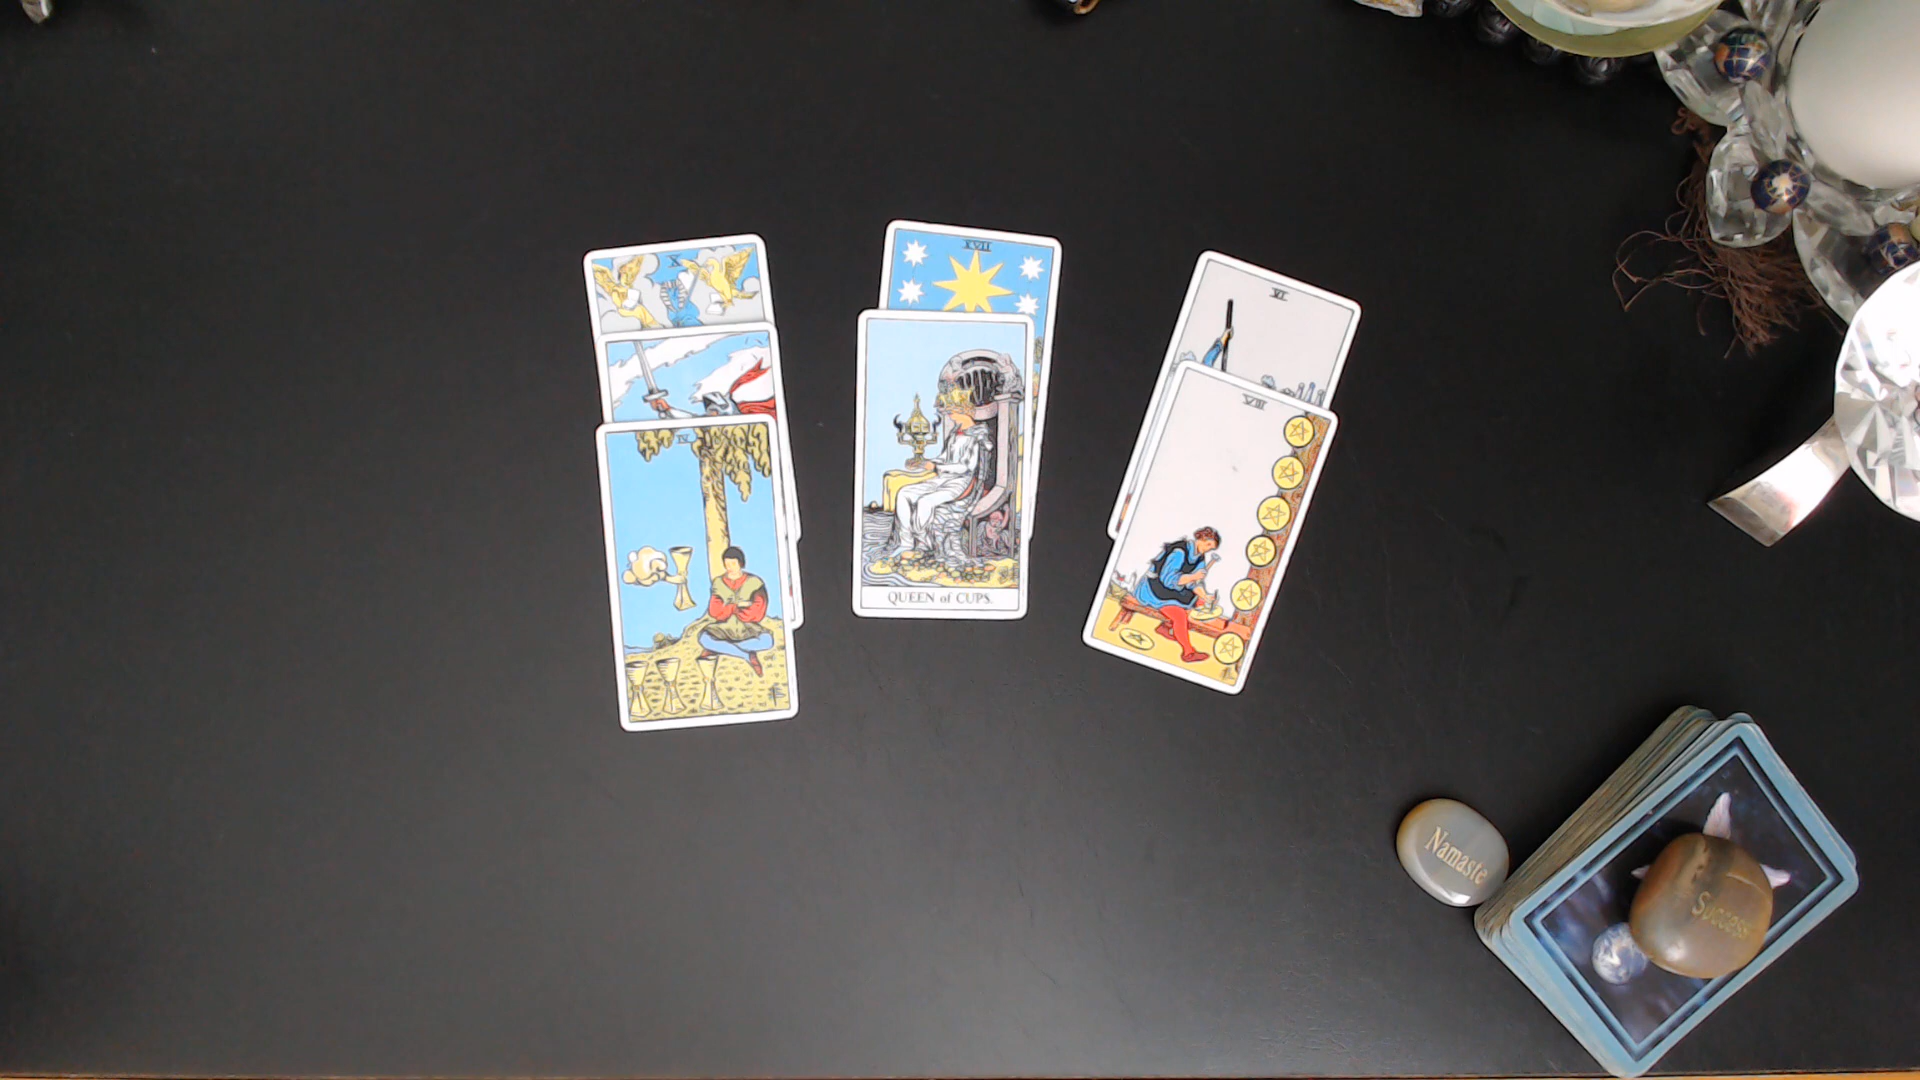 X
XVII
VI
IV
VIII
QUEEN of CUPS.
Namaste
Success